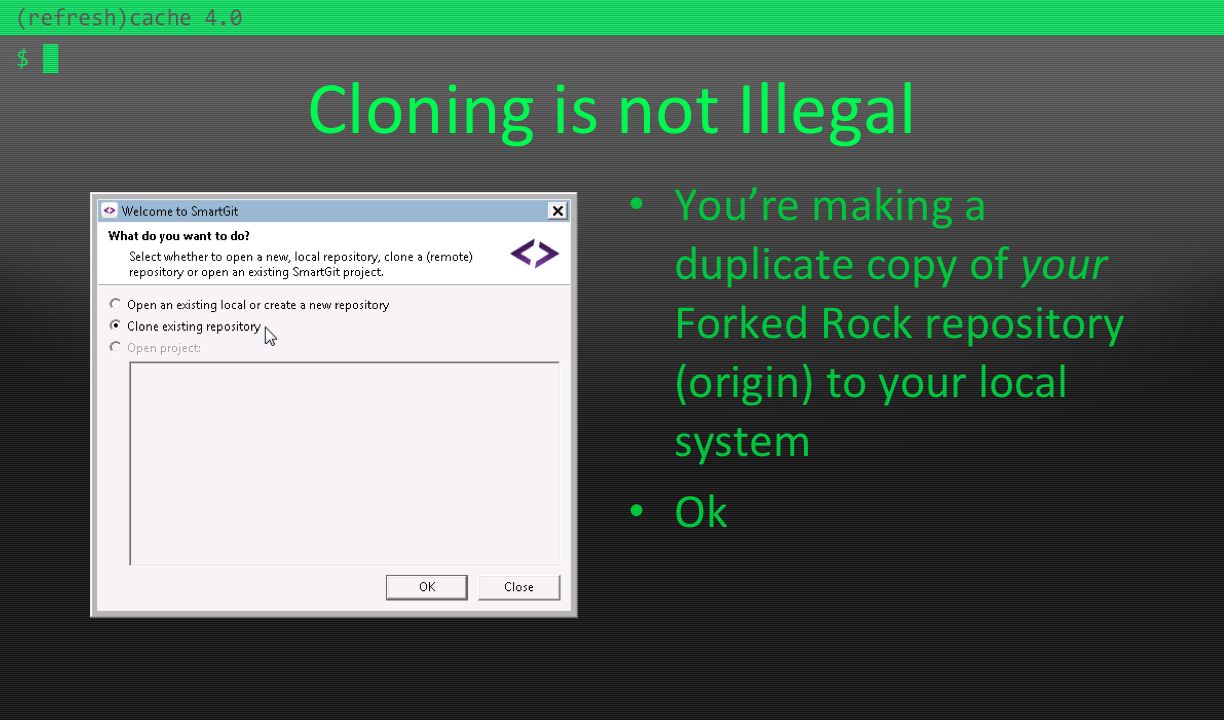 (refresh)cache 4.0
$
Cloning is not Illegal
Welcome to SmartGit
What do you want to do?
Select whether to open a new, local repository, clone a (remote)
repository or open an existing SmartGit project.
Open an existing local or create a new repository
Clone existing repository
Open project:
OK
Close
• You’re making a
duplicate copy of your
Forked Rock repository
(origin) to your local
system
• Ok